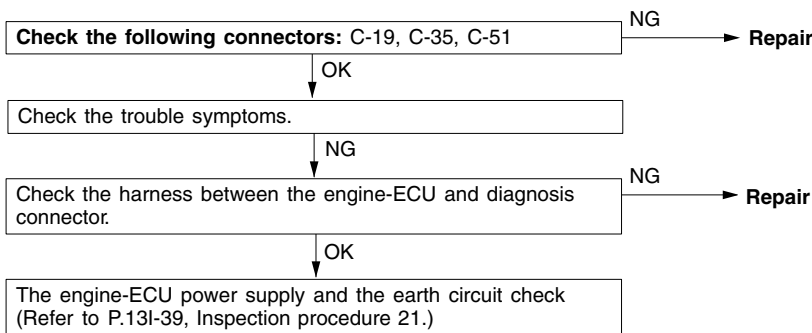 Check the following connectors: C-19, C-35, C-51
NG
Repair
OK
Check the trouble symptoms.
NG
Check the harness between the engine-ECU and diagnosis
connector.
NG
Repair
OK
The engine-ECU power supply and the earth circuit check
(Refer to P.13I-39, Inspection procedure 21.)